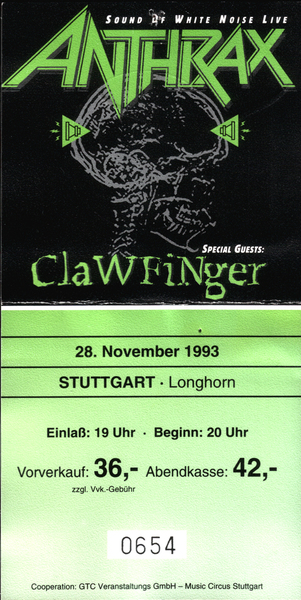 SOUND OF WHITE NOISE LIVE
ANTHRAX
SPECIAL GUESTS:
ClaWFiNger
28. November 1993
STUTTGART · Longhorn
Einlaß: 19 Uhr · Beginn: 20 Uhr
Vorverkauf: 36,- Abendkasse: 42,-
zzgl. Vvk.-Gebühr
0654
Cooperation: GTC Veranstaltungs GmbH – Music Circus Stuttgart